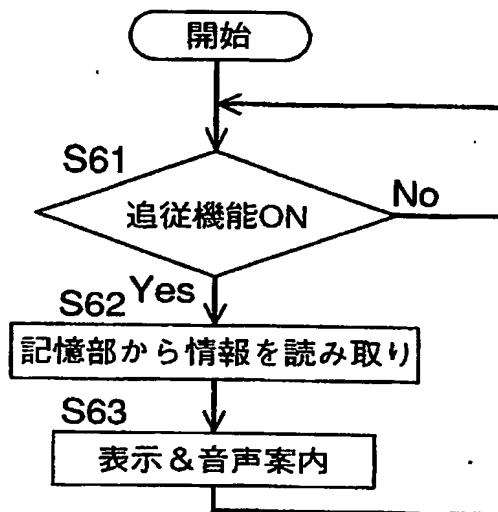 開始
S61
追従機能ON
No
Yes
S62
記憶部から情報を読み取り
S63
表示&音声案内